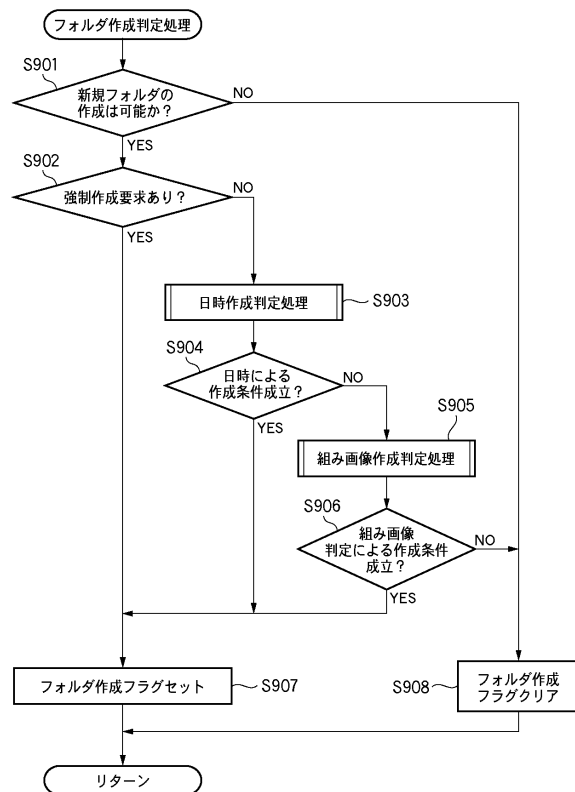 フォルダ作成判定処理
S901
新規フォルダの
作成は可能か?
NO
YES
S902
強制作成要求あり?
NO
YES
日時作成判定処理
S903
S904
日時による
作成条件成立?
NO
YES
S905
組み画像作成判定処理
S906
組み画像
判定による作成条件
成立?
NO
YES
フォルダ作成フラグセット
S907
S908
フォルダ作成
フラグクリア
リターン